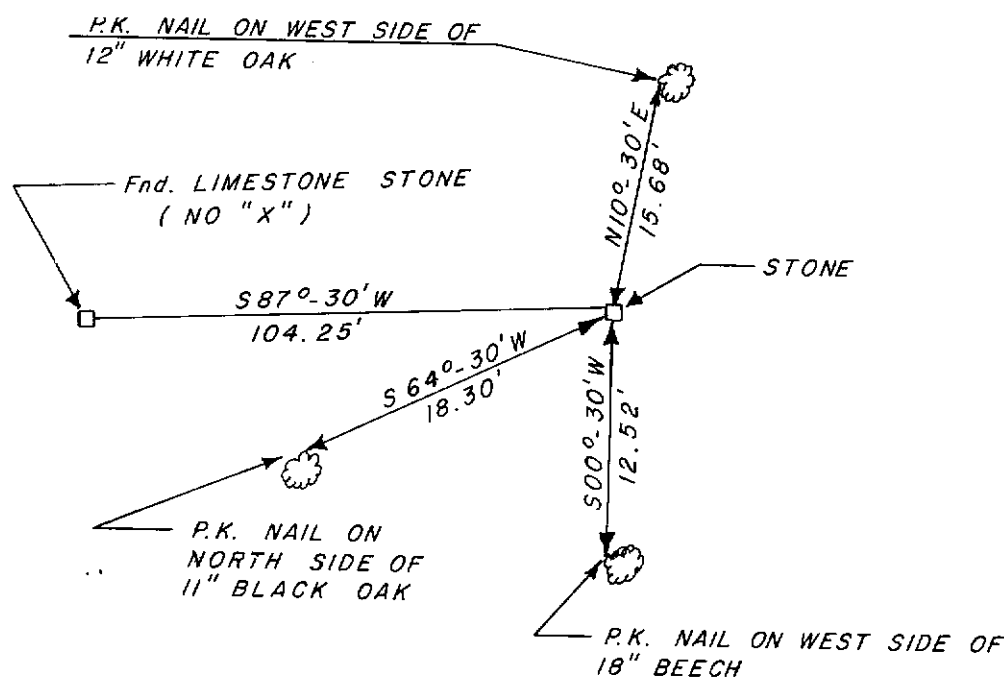 P.K. NAIL ON WEST SIDE OF
12" WHITE OAK
Fnd. LIMESTONE STONE
( NO "X" )
N10°-30'E
15.68'
STONE
S87°-30'W
104.25'
S64°-30'W
18.30'
S00°-30'W
12.52'
P.K. NAIL ON
NORTH SIDE OF
11" BLACK OAK
P.K. NAIL ON WEST SIDE OF
18" BEECH